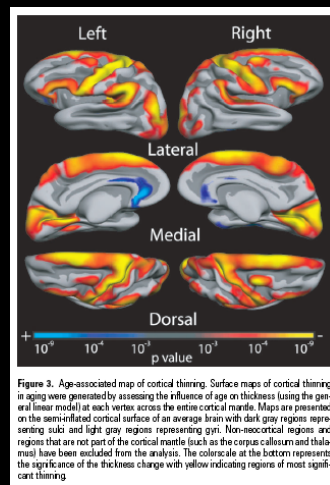 Left Right
Lateral
Medial
Dorsal
+ -
10-9 10-4 10-3 10-3 10-4 10-9
p value
Figure 3. Age-associated map of cortical thinning. Surface maps of cortical thinning
in aging were generated by assessing the influence of age on thickness (using the gen-
eral linear model) at each vertex across the entire cortical mantle. Maps are presented
on the semi-inflated cortical surface of an average brain with dark gray regions repre-
senting sulci and light gray regions representing gyri. Non-neocortical regions and
regions that are not part of the cortical mantle (such as the corpus callosum and thala-
mus) have been excluded from the analysis. The colorscale at the bottom represents
the significance of the thickness change with yellow indicating regions of most signifi-
cant thinning.